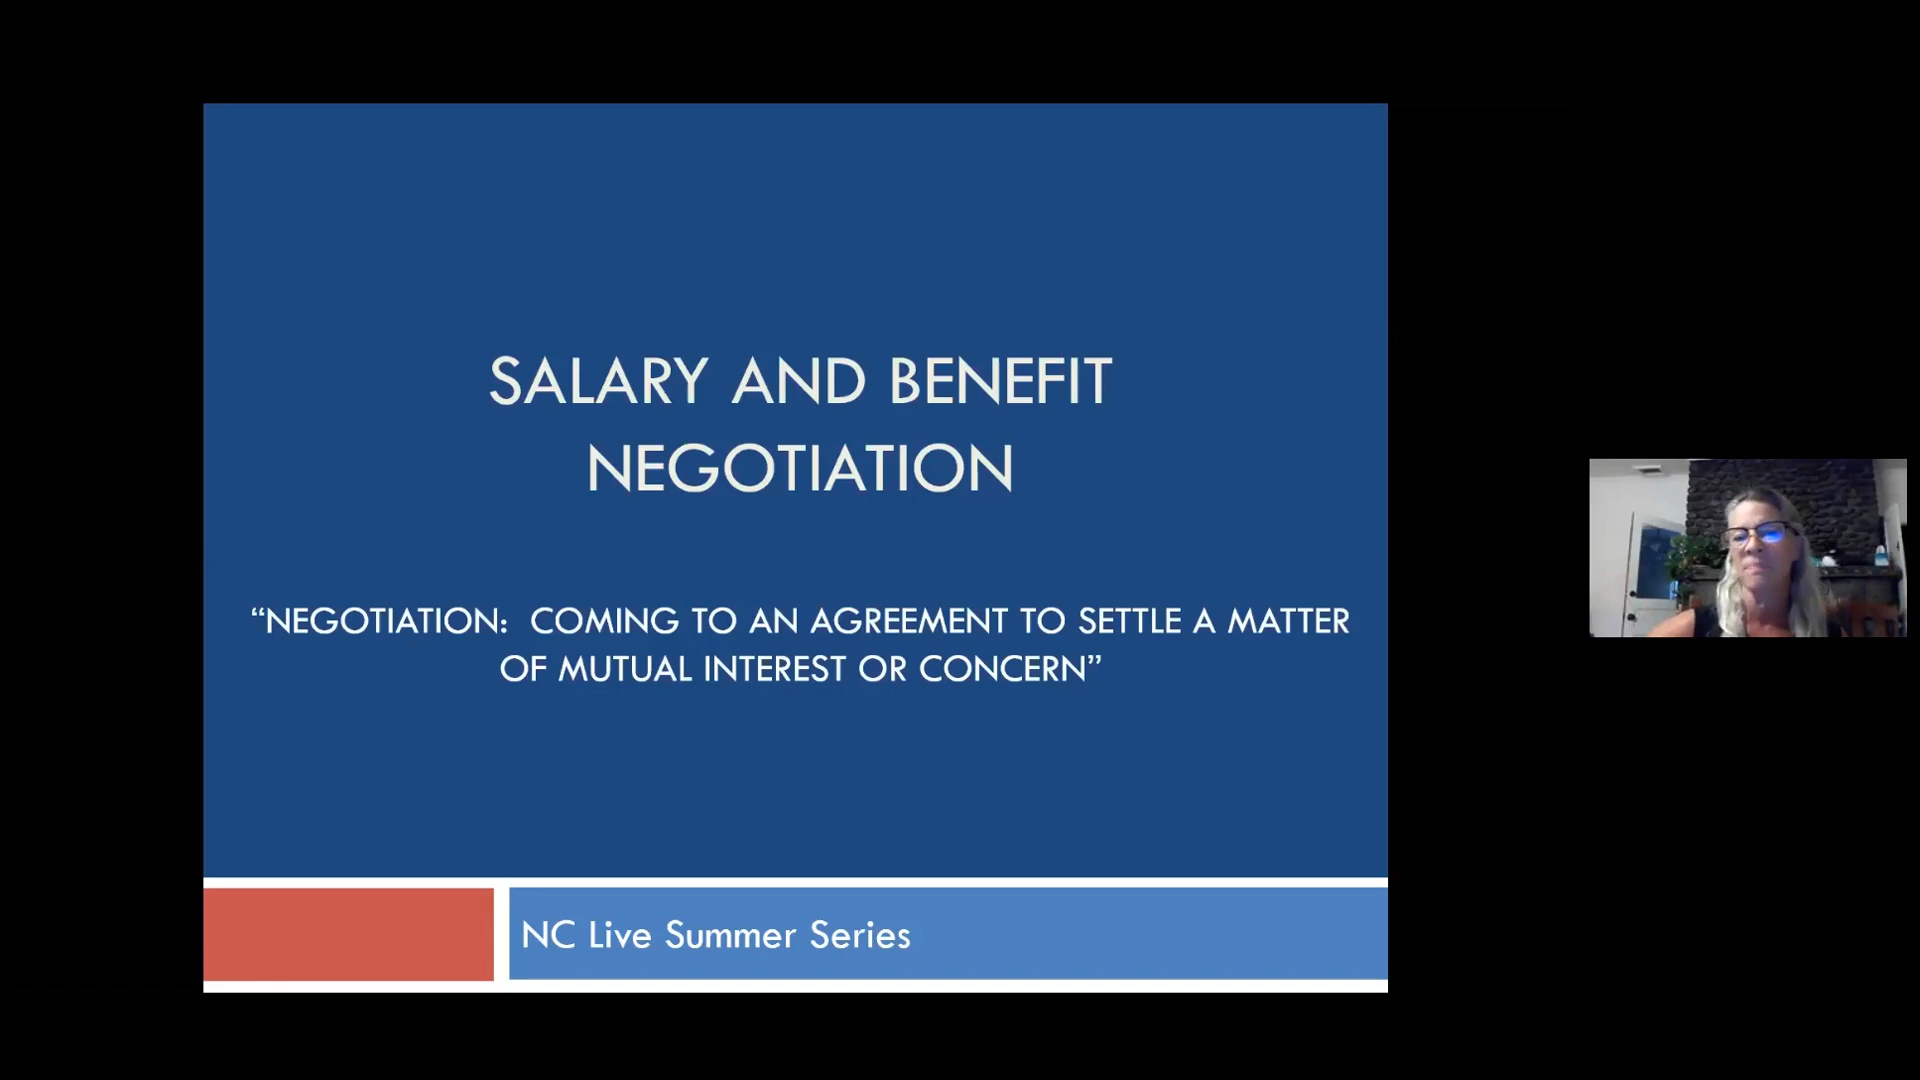 SALARY AND BENEFIT
NEGOTIATION
“NEGOTIATION:  COMING TO AN AGREEMENT TO SETTLE A MATTER
OF MUTUAL INTEREST OR CONCERN”
NC Live Summer Series